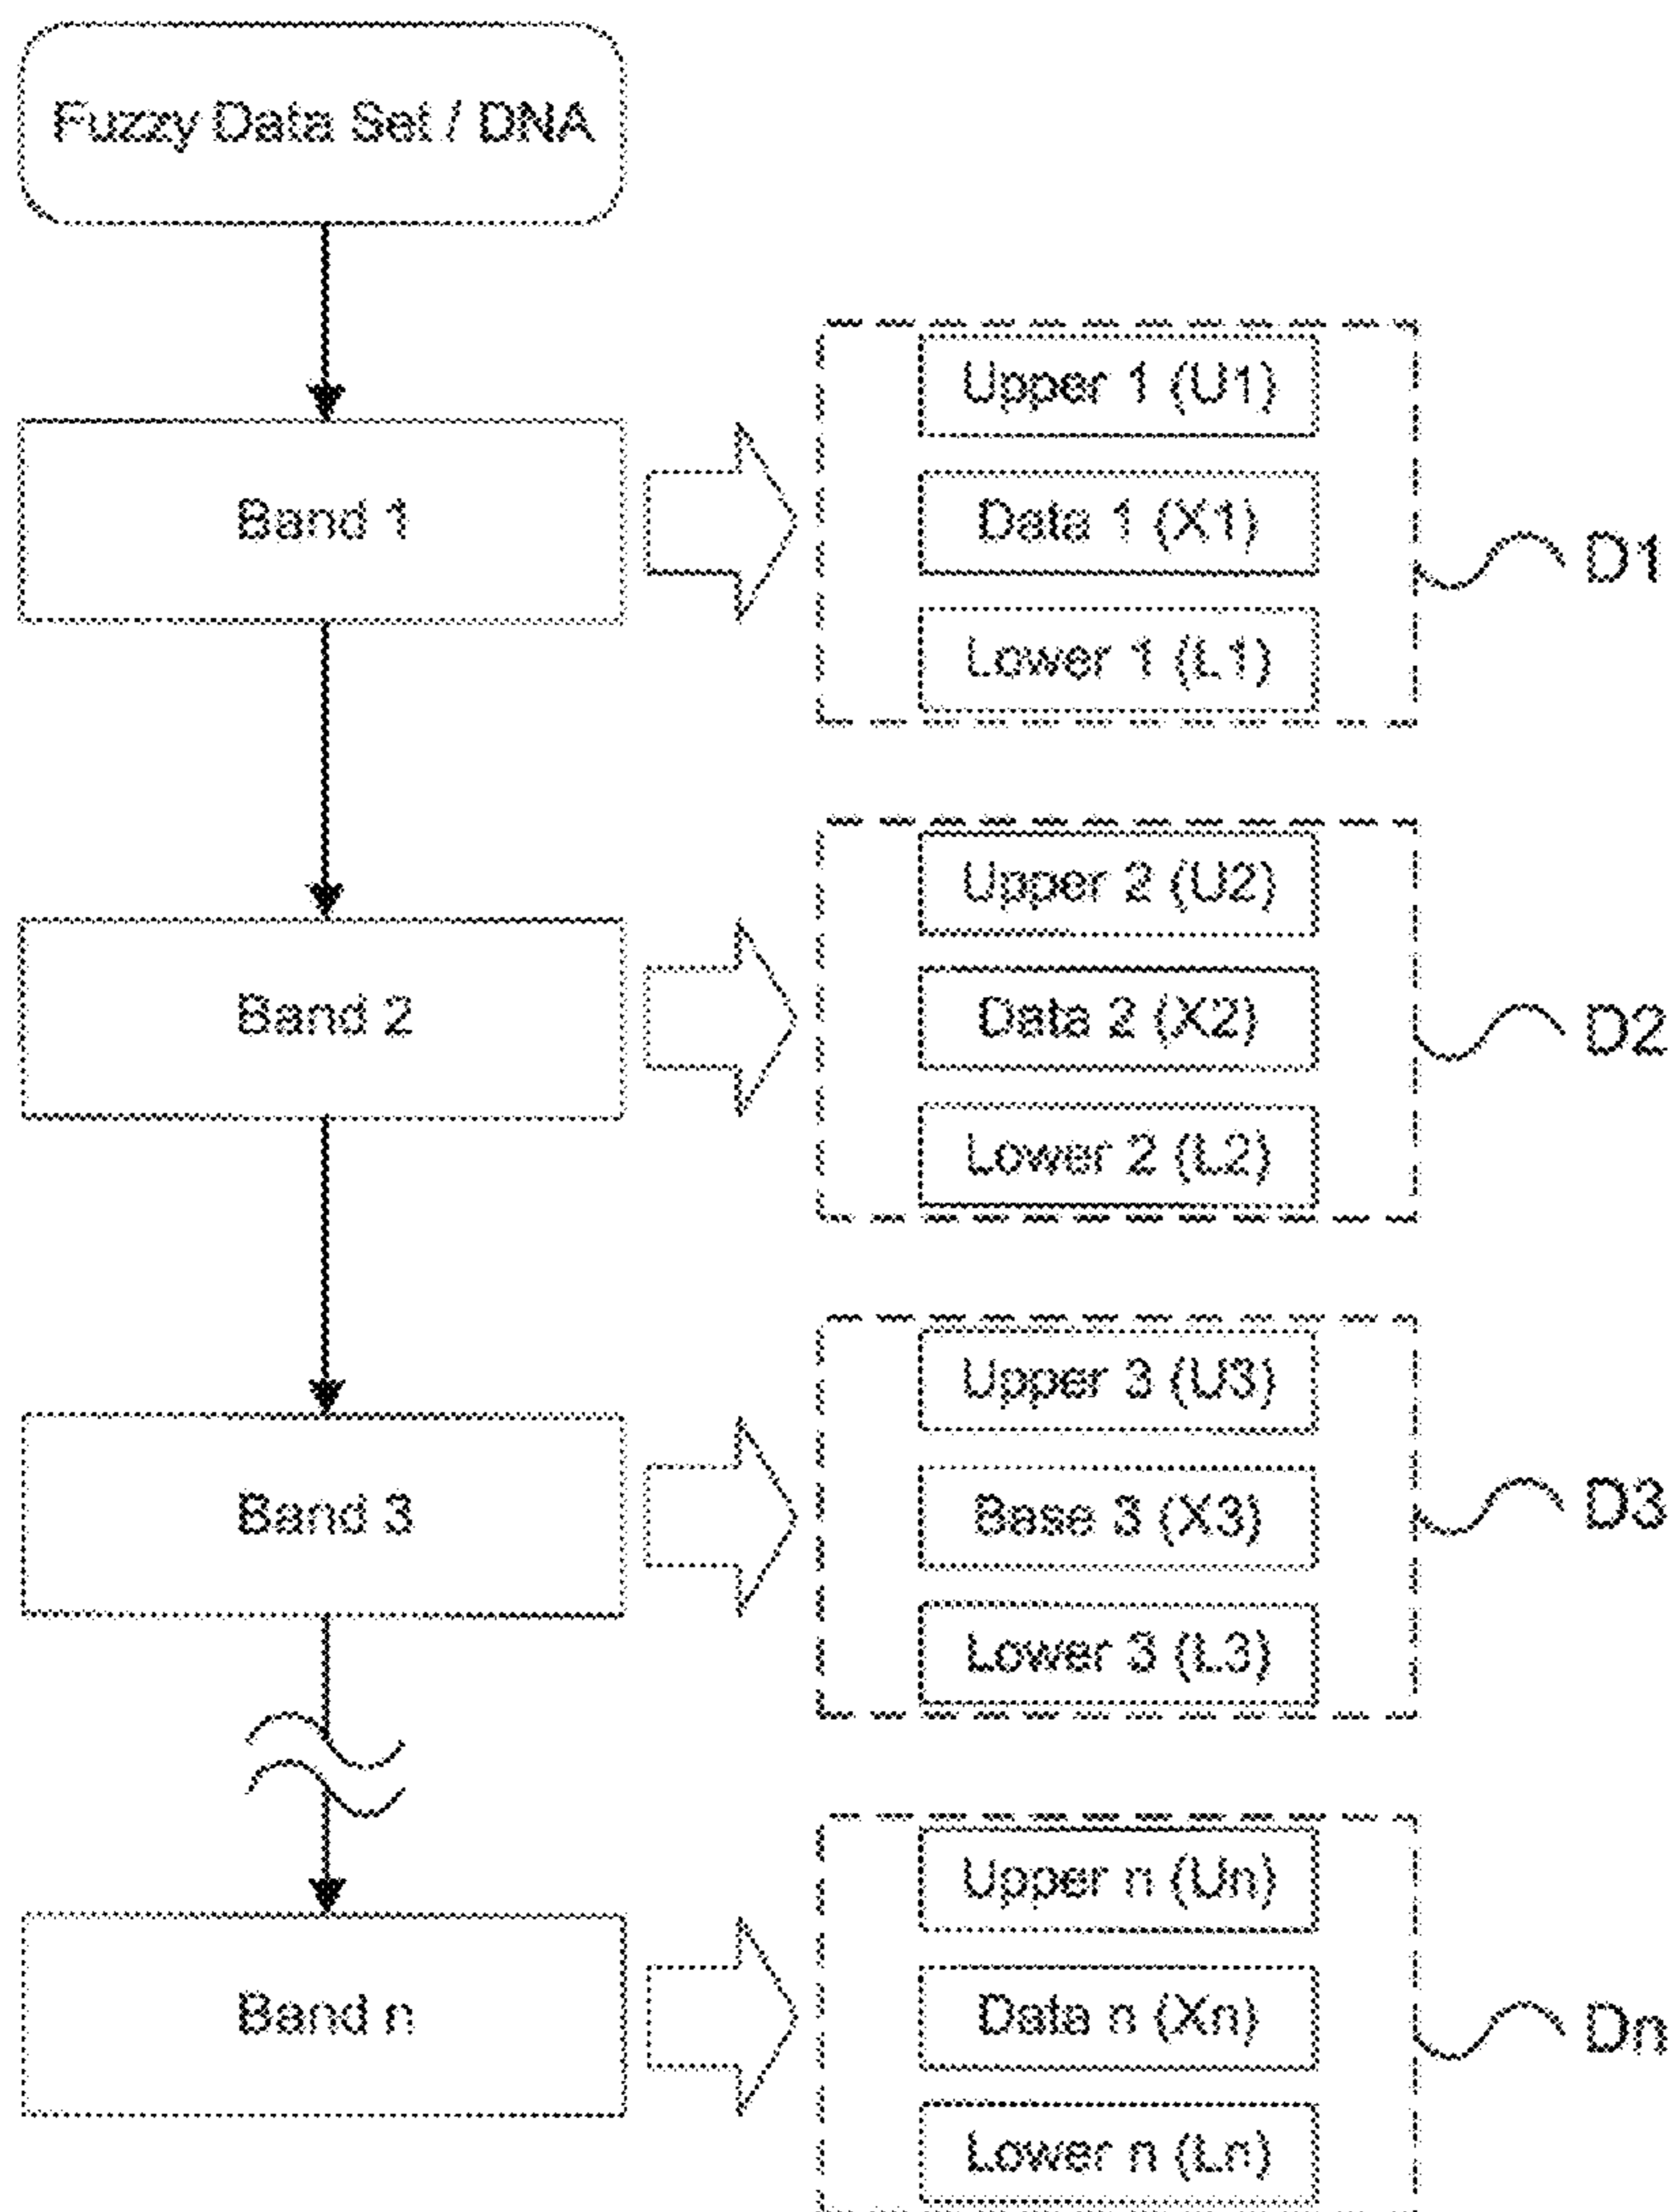 Fuzzy Data Set / DNA
Band 1
Upper 1 (U1)
Data 1 (X1)
Lower 1 (L1)
D1
Band 2
Upper 2 (U2)
Data 2 (X2)
Lower 2 (L2)
D2
Band 3
Upper 3 (U3)
Base 3 (X3)
Lower 3 (L3)
D3
Band n
Upper n (Un)
Data n (Xn)
Lower n (Ln)
Dn